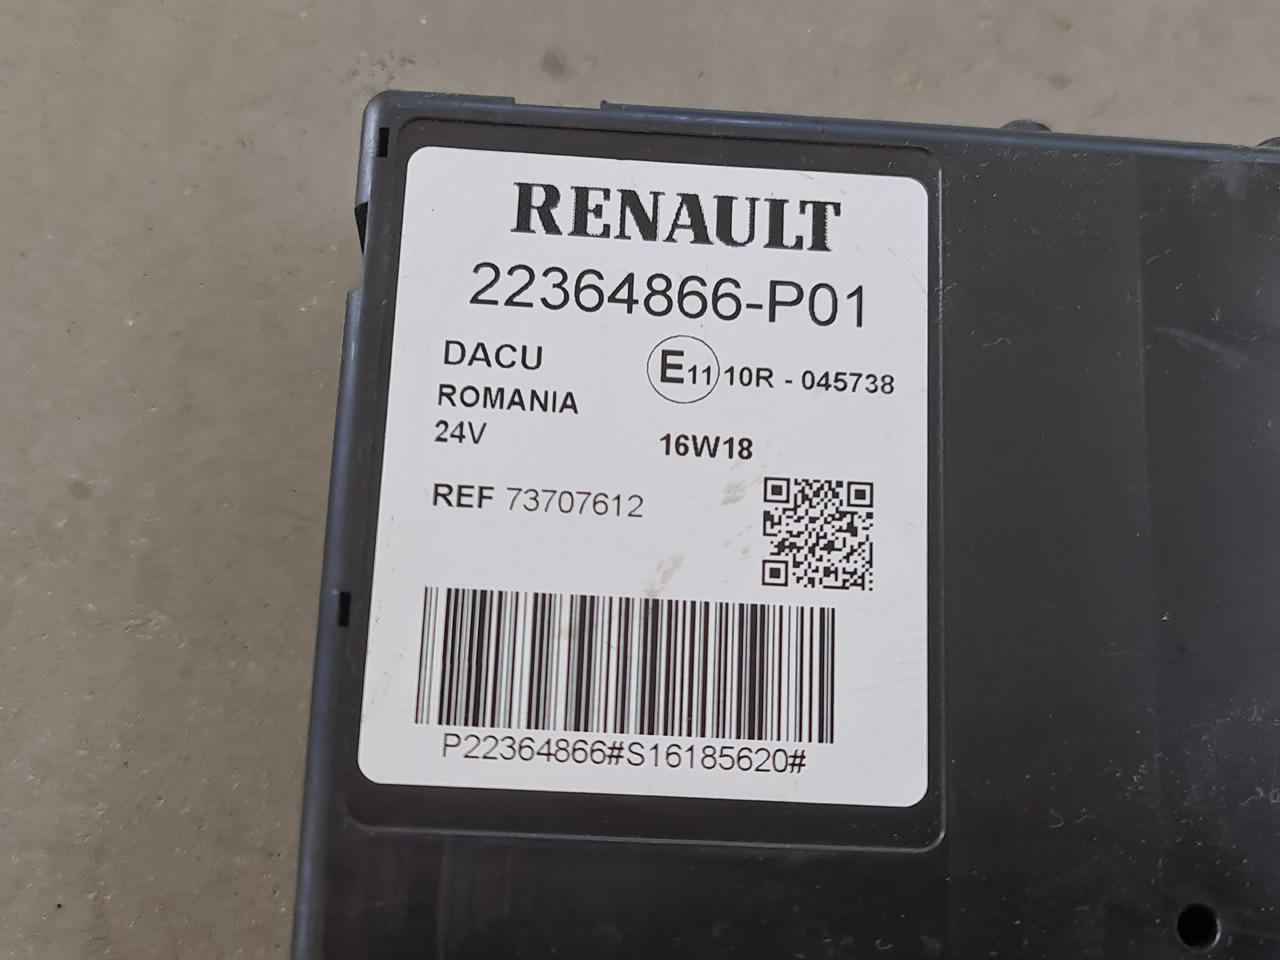 RENAULT
22364866-P01
DACU
E11 10R - 045738
ROMANIA
24V
16W18
REF 73707612
P22364866#S16185620#